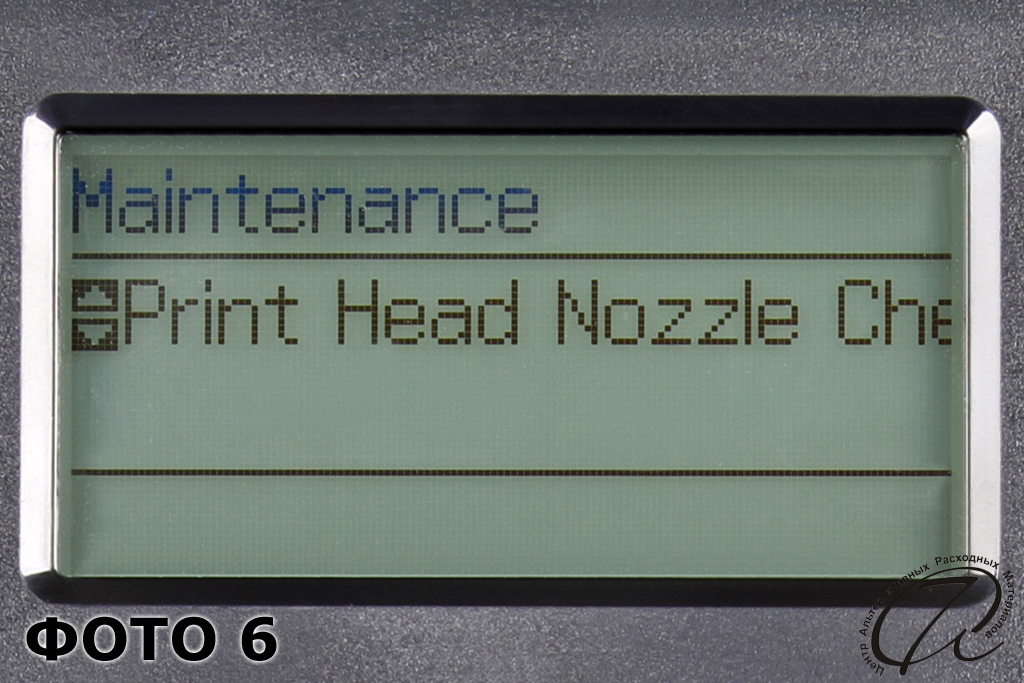 Maintenance
Print Head Nozzle Che
ФОТО 6
Центр Альтернативных Расходных Материалов